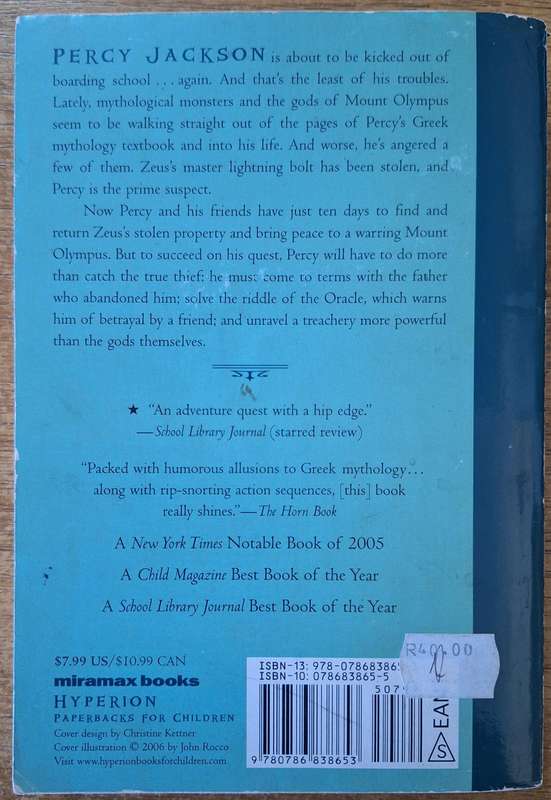 PERCY JACKSON is about to be kicked out of
boarding school ... again. And that's the least of his troubles.
Lately, mythological monsters and the gods of Mount Olympus
seem to be walking straight out of the pages of Percy's Greek
mythology textbook and into his life. And worse, he's angered a
few of them. Zeus's master lightning bolt has been stolen, and
Percy is the prime suspect.
Now Percy and his friends have just ten days to find and
return Zeus's stolen property and bring peace to a warring Mount
Olympus. But to succeed on his quest, Percy will have to do more
than catch the true thief: he must come to terms with the father
who abandoned him; solve the riddle of the Oracle, which warns
him of betrayal by a friend; and unravel a treachery more powerful
than the gods themselves.
★ "An adventure quest with a hip edge."
—School Library Journal (starred review)
"Packed with humorous allusions to Greek mythology...
along with rip-snorting action sequences, [this] book
really shines."—The Horn Book
A New York Times Notable Book of 2005
A Child Magazine Best Book of the Year
A School Library Journal Best Book of the Year
$7.99 US/$10.99 CAN
miramax books
HYPERION
PAPERBACKS FOR CHILDREN
Cover design by Christine Kettner
Cover illustration © 2006 by John Rocco
Visit www.hyperionbooksforchildren.com
ISBN-13: 978-078683865
ISBN-10: 078683865-5
507
9 780786 838653
EAN
S